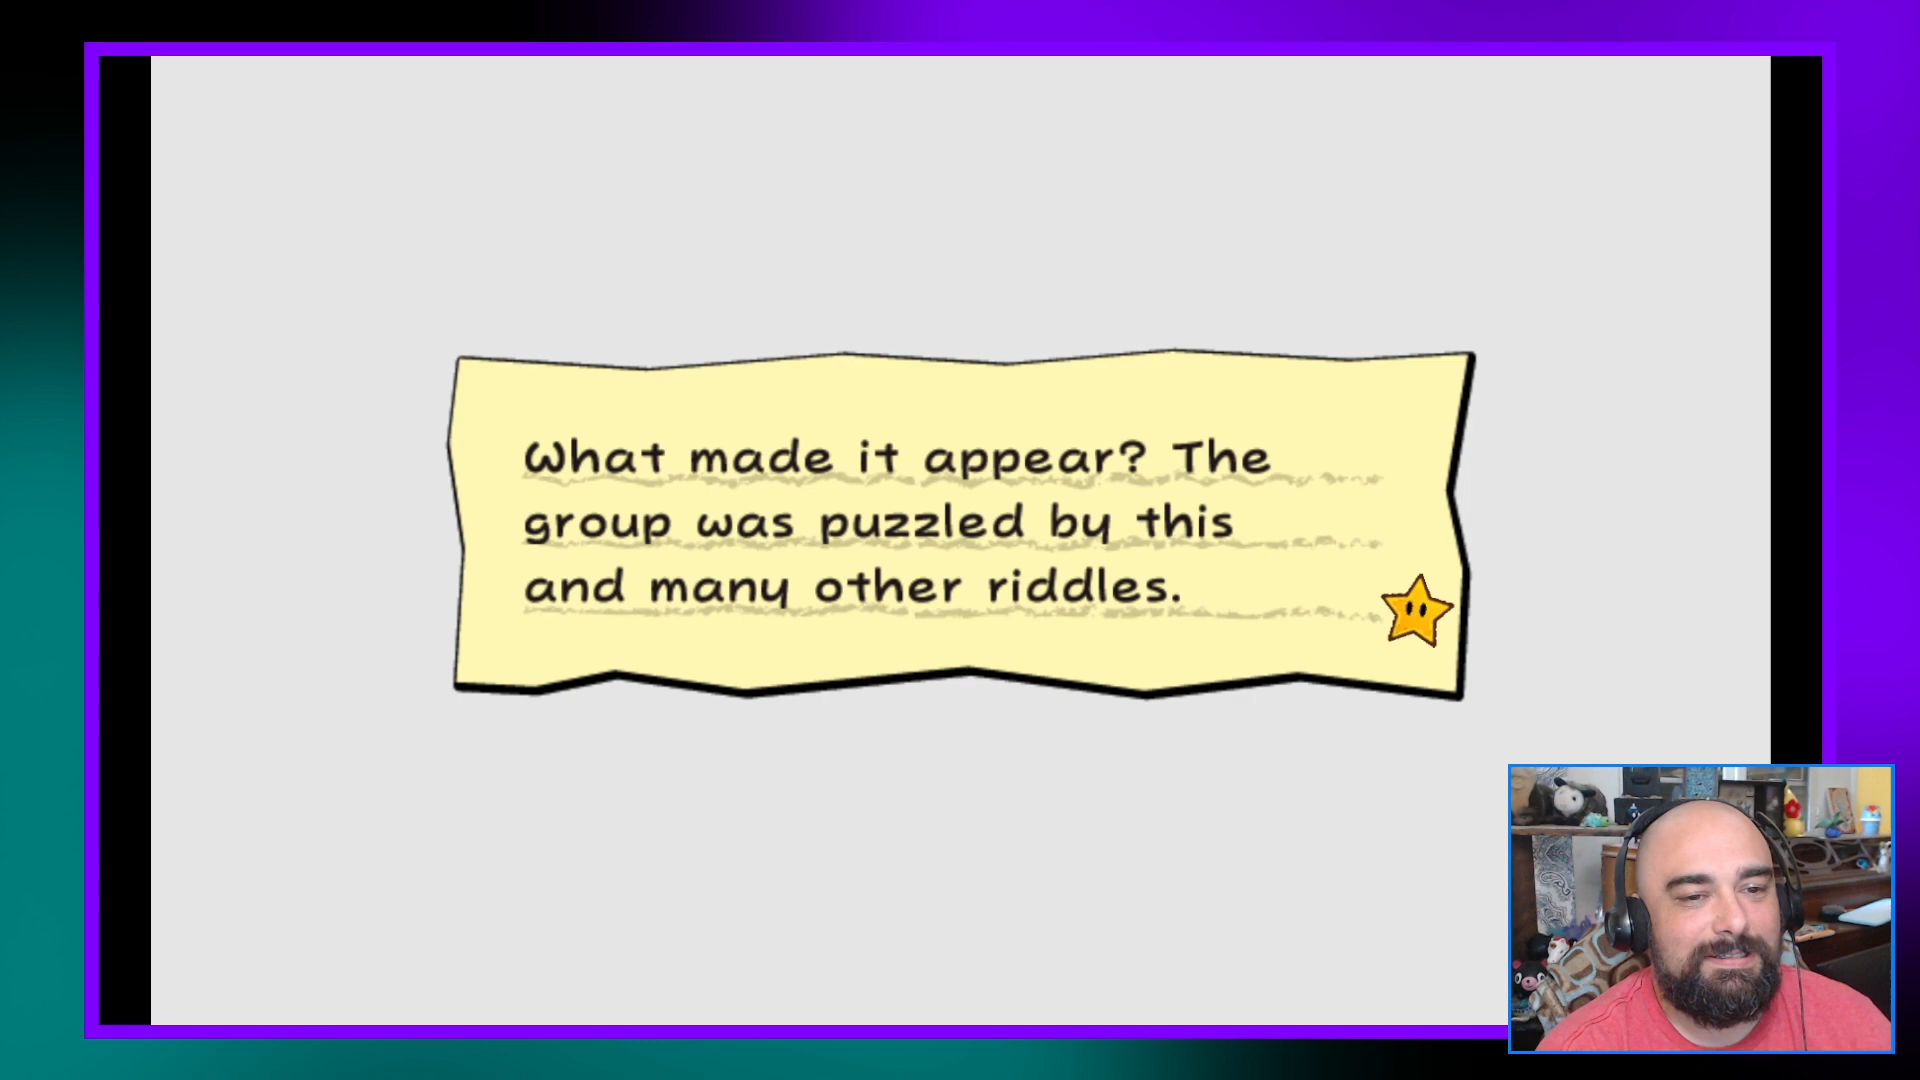 What made it appear? The
group was puzzled by this
and many other riddles.